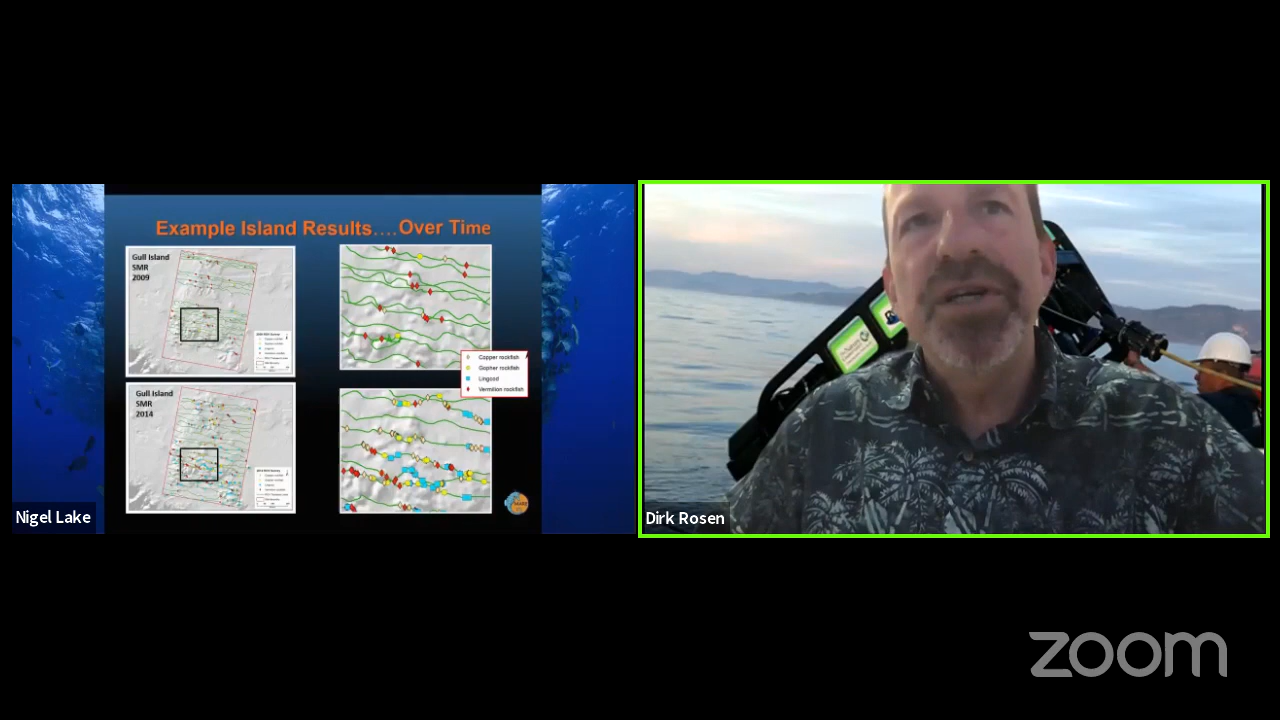 Example Island Results....Over Time
Gull Island
SMR
2009
Gull Island
SMR
2014
Copper rockfish
Gopher rockfish
Lingcod
Vermilion rockfish
Nigel Lake
Dirk Rosen
zoom